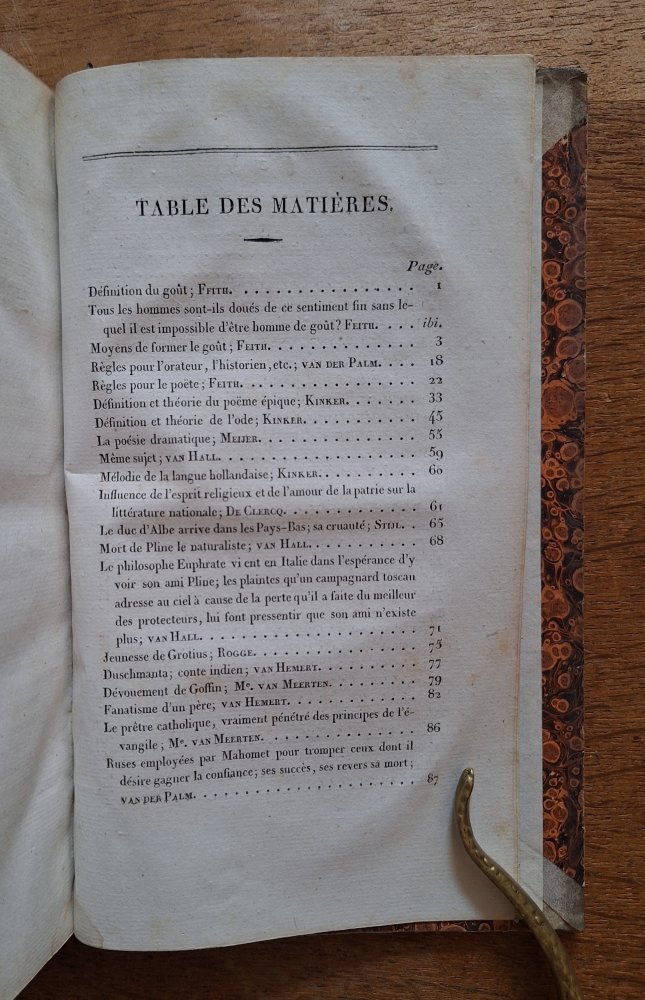 TABLE DES MATIÈRES.
Page.
Définition du goût; FEITH. . . . . . . . . . . . . . . . 1
Tous les hommes sont-ils doués de ce sentiment fin sans le-
quel il est impossible d'être homme de goût? FEITH. . . . ibi.
Moyens de former le goût; FEITH. . . . . . . . . . . . . 3
Règles pour l'orateur, l'historien, etc.; VAN DER PALM. . . . 18
Règles pour le poëte; FEITH. . . . . . . . . . . . . . . 22
Définition et théorie du poëme épique; KINKER. . . . . . . 33
Définition et théorie de l'ode; KINKER. . . . . . . . . . 45
La poésie dramatique; MEIJER. . . . . . . . . . . . . . 55
Même sujet; VAN HALL. . . . . . . . . . . . . . . . . 59
Mélodie de la langue hollandaise; KINKER. . . . . . . . . 60
Influence de l'esprit religieux et de l'amour de la patrie sur la
littérature nationale; DE CLERCQ. . . . . . . . . . . . 61
Le duc d'Albe arrive dans les Pays-Bas; sa cruauté; STIJL. . 65
Mort de Pline le naturaliste; VAN HALL. . . . . . . . . . 68
Le philosophe Euphrate vi ent en Italie dans l'espérance d'y
voir son ami Pline; les plaintes qu'un campagnard toscan
adresse au ciel à cause de la perte qu'il a faite du meilleur
des protecteurs, lui font pressentir que son ami n'existe
plus; VAN HALL. . . . . . . . . . . . . . . . . . . 71
Jeunesse de Grotius; ROGGE. . . . . . . . . . . . . . . 75
Duschmanta; conte indien; VAN HEMERT. . . . . . . . . 77
Dévouement de Goffin; Me. VAN MEERTEN. . . . . . . . 79
Fanatisme d'un père; VAN HEMERT. . . . . . . . . . . . 82
Le prêtre catholique, vraiment pénétré des principes de l'é-
vangile; Me. VAN MEERTEN. . . . . . . . . . . . . . 86
Ruses employées par Mahomet pour tromper ceux dont il
désire gagner la confiance; ses succès, ses revers sa mort;
VAN DER PALM. . . . . . . . . . . . . . . . . . . . 87